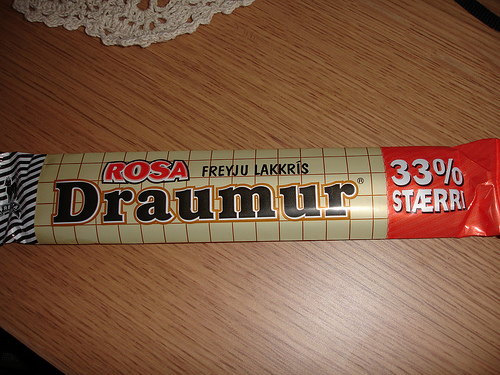 ROSA FREYJU LAKKRÍS
Draumur®
33%
STÆRRI